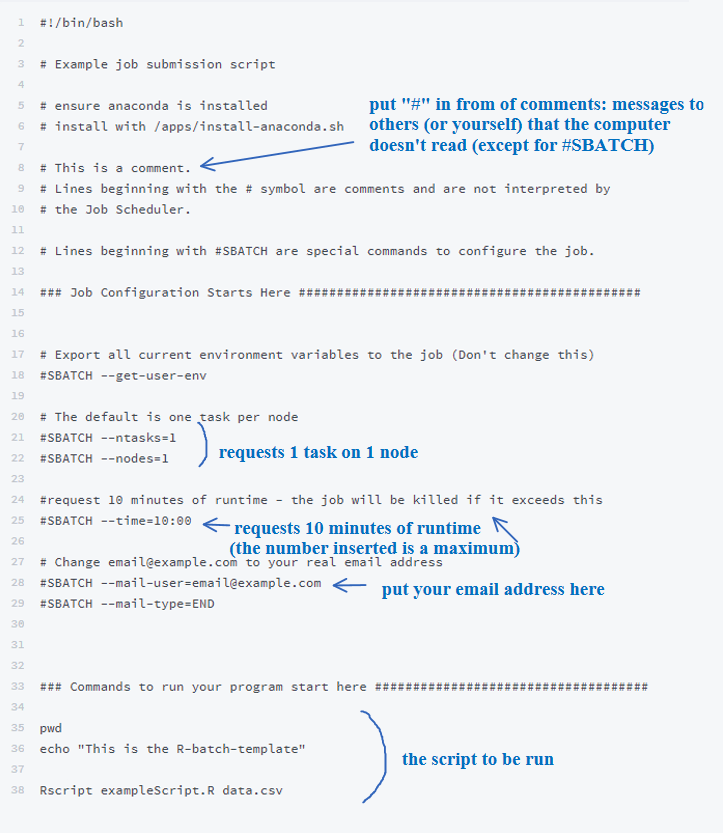 1 #!/bin/bash
2
3 # Example job submission script
4
5 # ensure anaconda is installed
6 # install with /apps/install-anaconda.sh
7
8 # This is a comment.
9 # Lines beginning with the # symbol are comments and are not interpreted by
10 # the Job Scheduler.
11
12 # Lines beginning with #SBATCH are special commands to configure the job.
13
14 ### Job Configuration Starts Here #############################################
15
16
17 # Export all current environment variables to the job (Don't change this)
18 #SBATCH --get-user-env
19
20 # The default is one task per node
21 #SBATCH --ntasks=1
22 #SBATCH --nodes=1
23
24 #request 10 minutes of runtime - the job will be killed if it exceeds this
25 #SBATCH --time=10:00
26
27 # Change email@example.com to your real email address
28 #SBATCH --mail-user=email@example.com
29 #SBATCH --mail-type=END
30
31
32
33 ### Commands to run your program start here ####################################
34
35 pwd
36 echo "This is the R-batch-template"
37
38 Rscript exampleScript.R data.csv
put "#" in from of comments: messages to
others (or yourself) that the computer
doesn't read (except for #SBATCH)
requests 1 task on 1 node
requests 10 minutes of runtime
(the number inserted is a maximum)
put your email address here
the script to be run